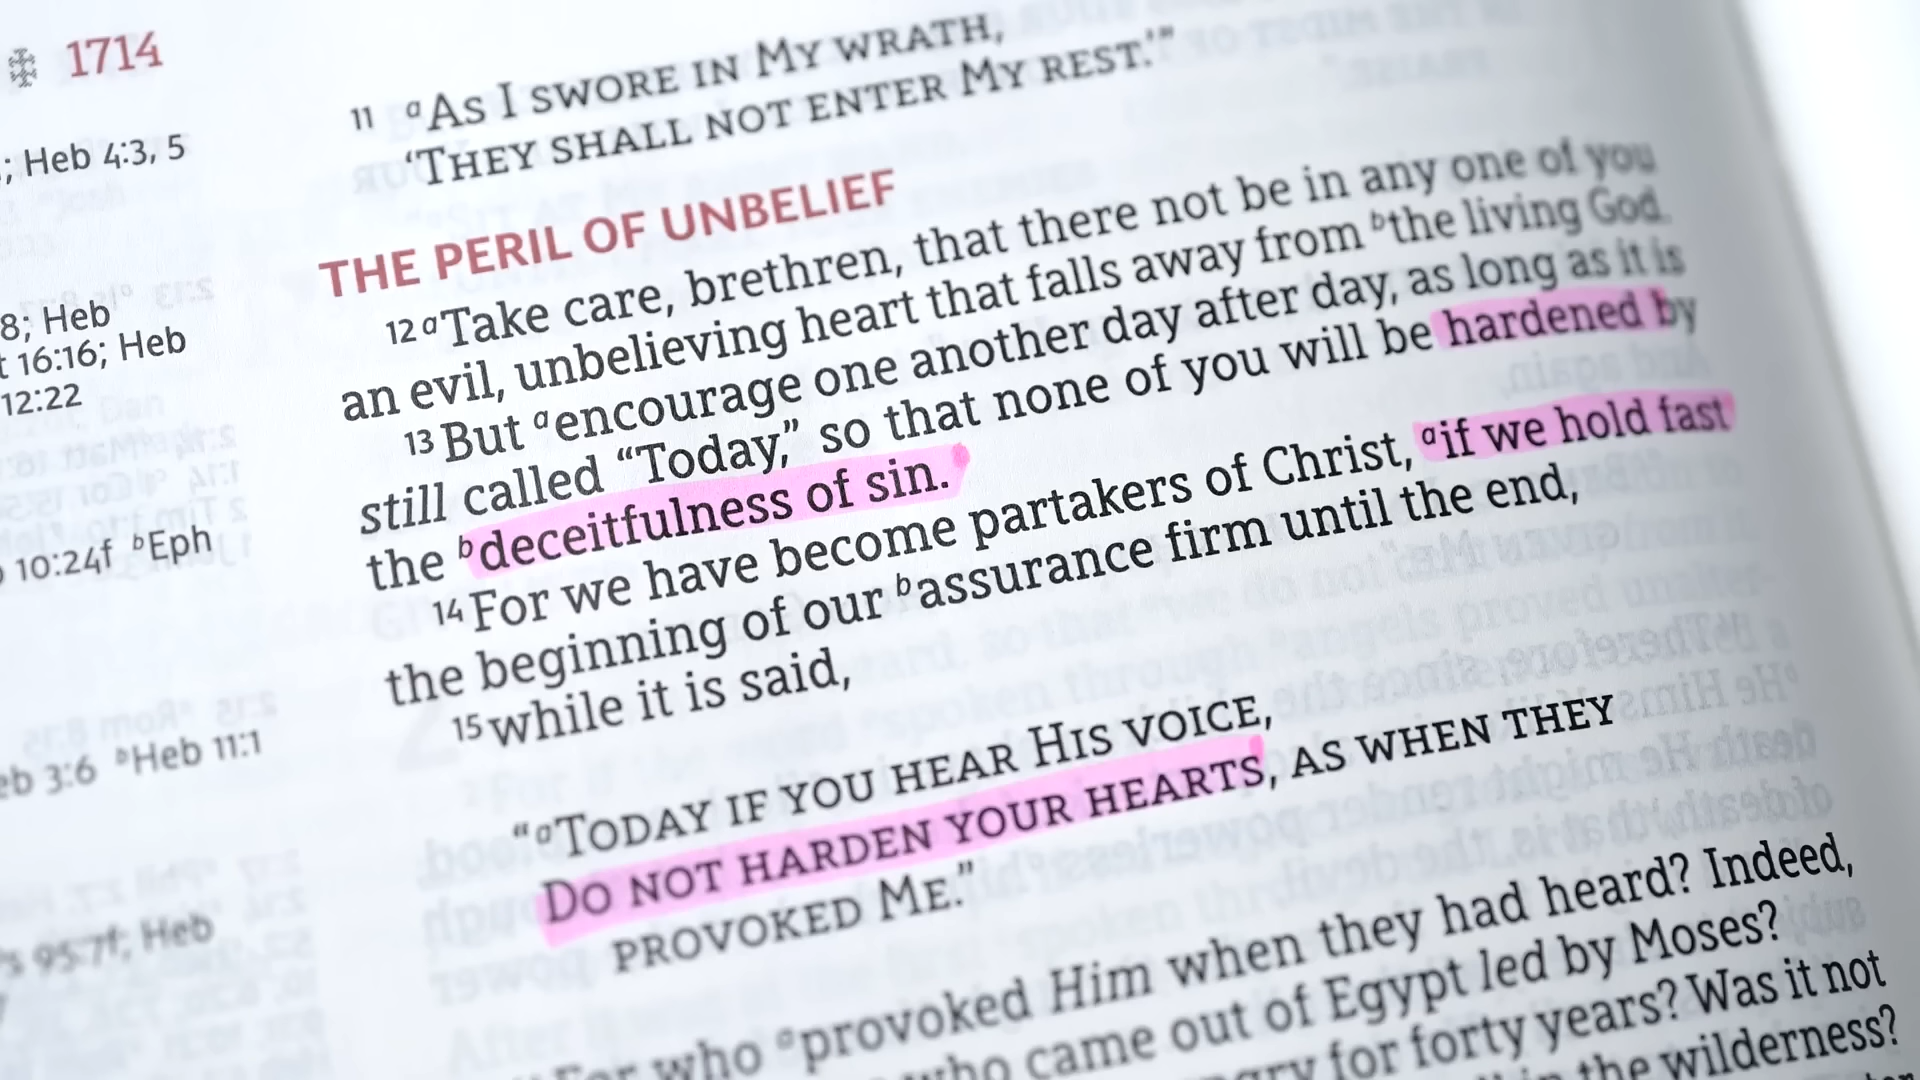 1714
; Heb 4:3, 5
8; Heb
16:16; Heb
12:22
10:24f bEph
3:6 bHeb 11:1
95:7f; Heb
11 aAs I swore in My wrath,
‘They shall not enter My rest.’”
THE PERIL OF UNBELIEF
12 aTake care, brethren, that there not be in any one of you
an evil, unbelieving heart that falls away from bthe living God.
13 But aencourage one another day after day, as long as it is
still called “Today,” so that none of you will be hardened by
the bdeceitfulness of sin.
14 For we have become partakers of Christ, aif we hold fast
the beginning of our bassurance firm until the end,
15 while it is said,
“aToday if you hear His voice,
Do not harden your hearts, as when they
provoked Me.”
For who aprovoked Him when they had heard? Indeed,
who came out of Egypt led by Moses?
for forty years? Was it not
in the wilderness?